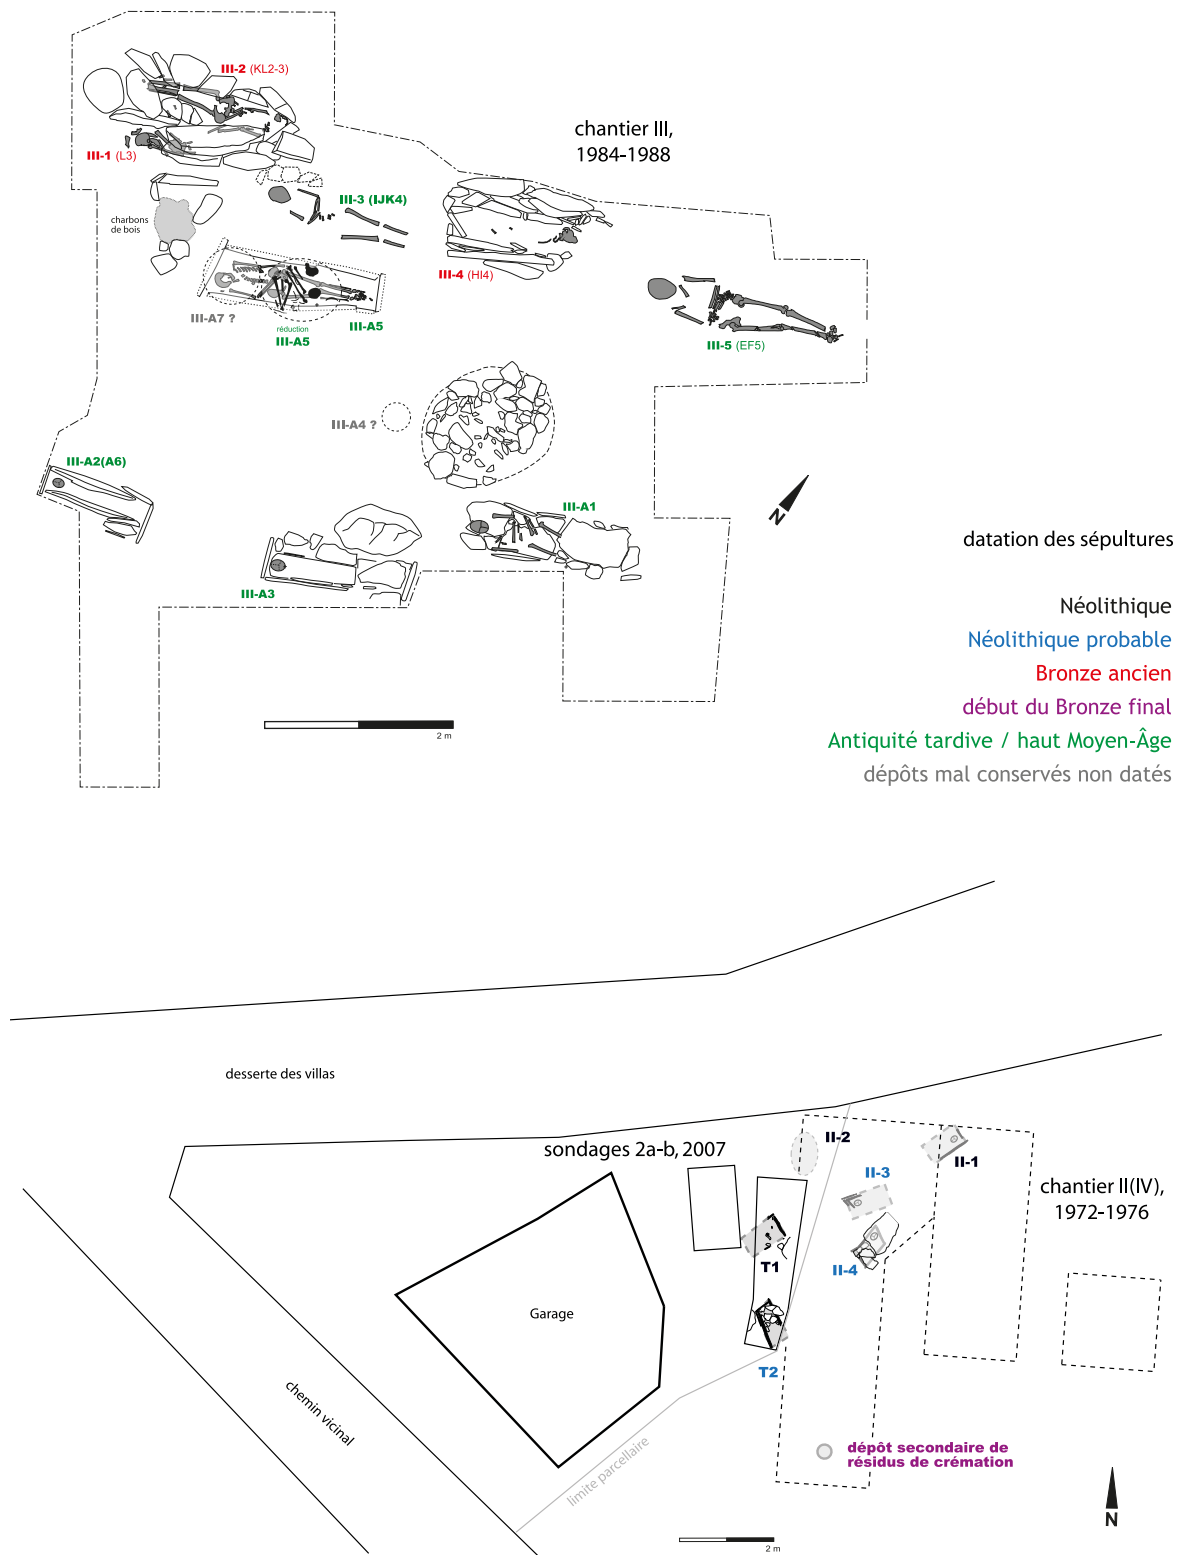 III-2 (KL2-3)
chantier III,
1984-1988
III-1 (L3)
III-3 (IJK4)
charbons
de bois
III-4 (HI4)
III-A7 ?
réduction
III-A5
III-A5
III-5 (EF5)
III-A4 ?
III-A2(A6)
III-A1
III-A3
N
2 m
datation des sépultures
Néolithique
Néolithique probable
Bronze ancien
début du Bronze final
Antiquité tardive / haut Moyen-Âge
dépôts mal conservés non datés
desserte des villas
sondages 2a-b, 2007
II-2
II-1
II-3
chantier II(IV),
1972-1976
T1
II-4
Garage
T2
chemin vicinal
limite parcellaire
dépôt secondaire de
résidus de crémation
N
2 m